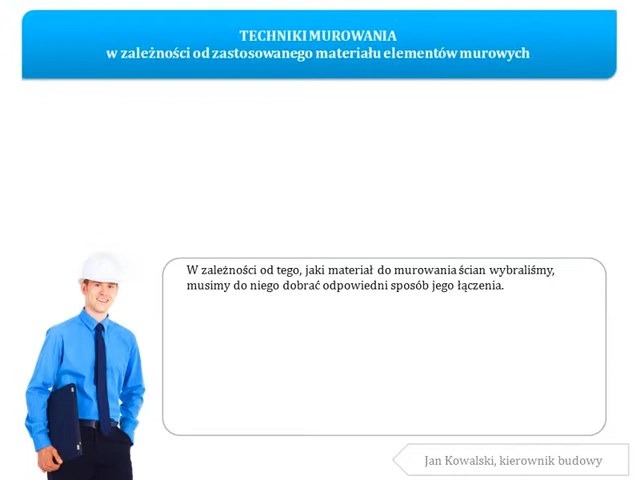 TECHNIKI MUROWANIA
w zależności od zastosowanego materiału elementów murowych
W zależności od tego, jaki materiał do murowania ścian wybraliśmy,
musimy do niego dobrać odpowiedni sposób jego łączenia.
Jan Kowalski, kierownik budowy